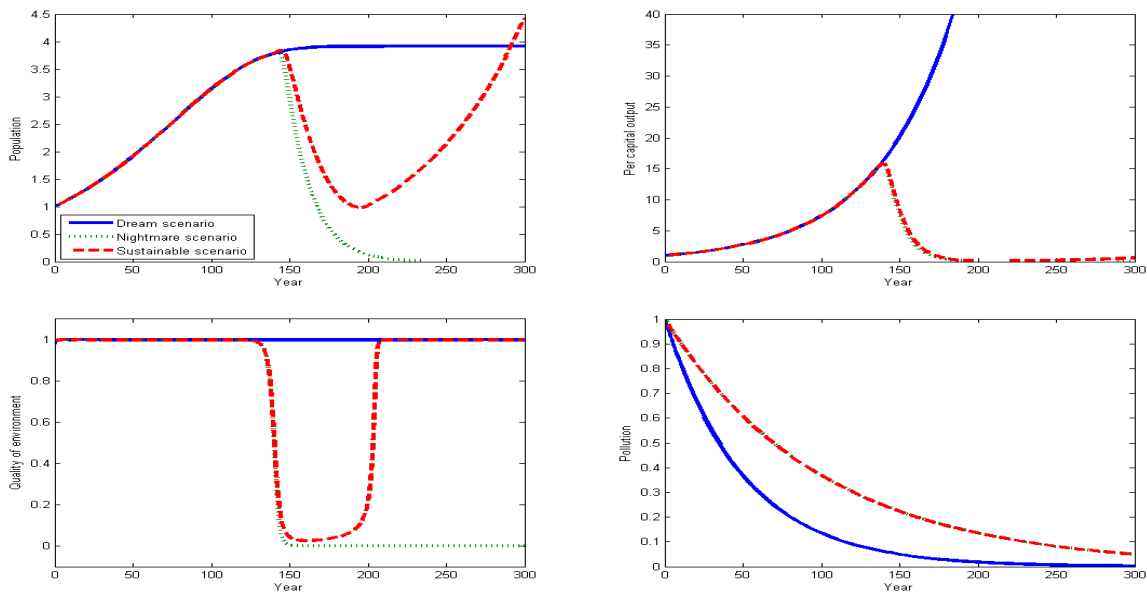 4.5
4
3.5
3
2.5
2
1.5
1
0.5
0
Population
Dream scenario
Nightmare scenario
Sustainable scenario
0 50 100 150 200 250 300
Year
40
35
30
25
20
15
10
5
0
Per capital output
0 50 100 150 200 250 300
Year
1
0.8
0.6
0.4
0.2
0
Quality of environment
0 50 100 150 200 250 300
Year
1
0.9
0.8
0.7
0.6
0.5
0.4
0.3
0.2
0.1
0
Pollution
0 50 100 150 200 250 300
Year